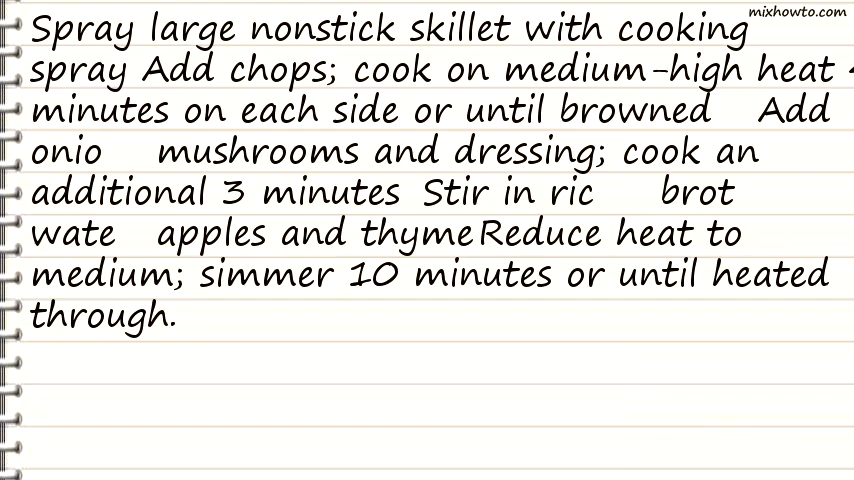 mixhowto.com
Spray large nonstick skillet with cooking
spray Add chops; cook on medium-high heat
minutes on each side or until browned Add
onio mushrooms and dressing; cook an
additional 3 minutes Stir in ric brot
wate apples and thyme Reduce heat to
medium; simmer 10 minutes or until heated
through.